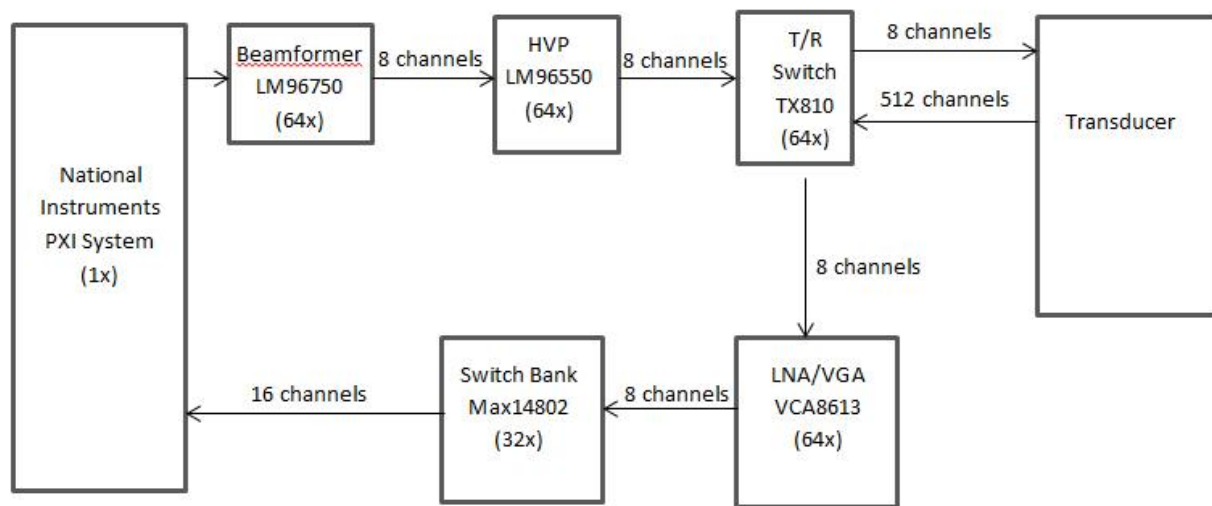 National
Instruments
PXI System
(1x)
Beamformer
LM96750
(64x)
8 channels
HVP
LM96550
(64x)
8 channels
T/R
Switch
TX810
(64x)
8 channels
512 channels
Transducer
8 channels
LNA/VGA
VCA8613
(64x)
8 channels
Switch Bank
Max14802
(32x)
16 channels